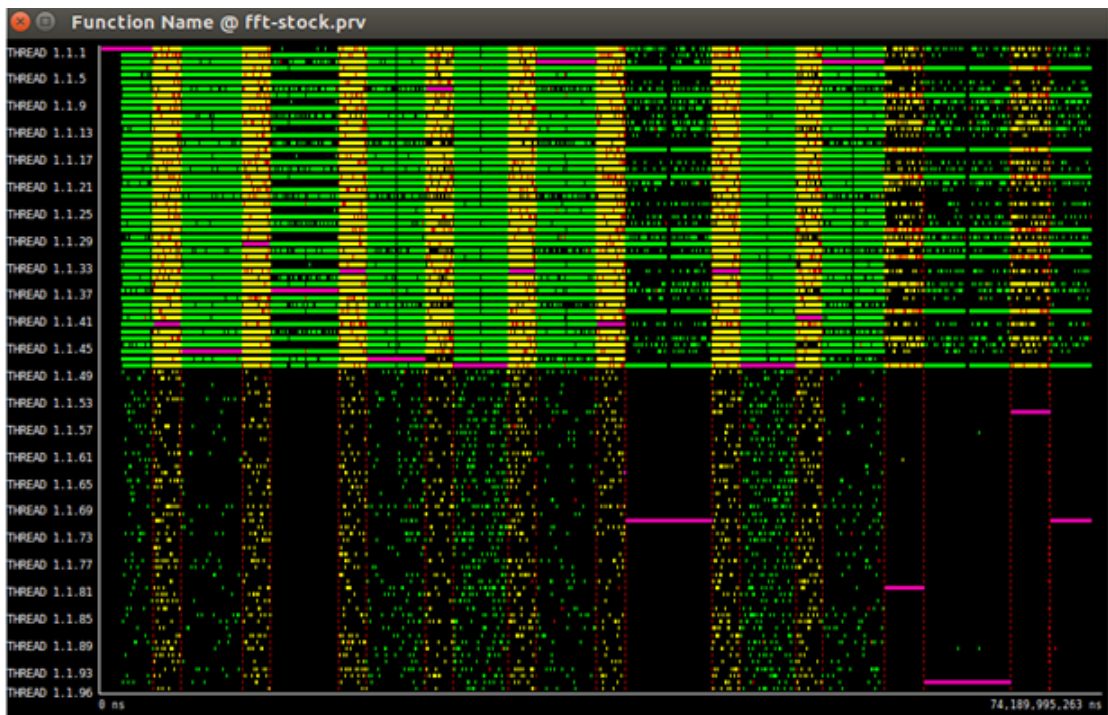 Function Name @ fft-stock.prv
THREAD 1.1.1
THREAD 1.1.5
THREAD 1.1.9
THREAD 1.1.13
THREAD 1.1.17
THREAD 1.1.21
THREAD 1.1.25
THREAD 1.1.29
THREAD 1.1.33
THREAD 1.1.37
THREAD 1.1.41
THREAD 1.1.45
THREAD 1.1.49
THREAD 1.1.53
THREAD 1.1.57
THREAD 1.1.61
THREAD 1.1.65
THREAD 1.1.69
THREAD 1.1.73
THREAD 1.1.77
THREAD 1.1.81
THREAD 1.1.85
THREAD 1.1.89
THREAD 1.1.93
THREAD 1.1.96
0 ns 74,189,995,263 ns